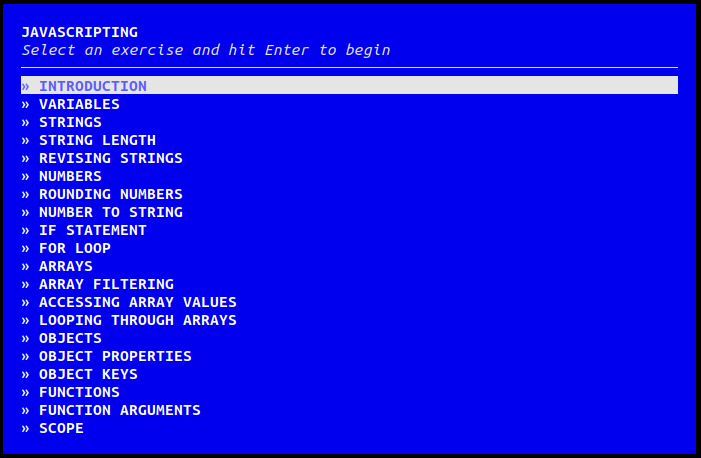 JAVASCRIPTING
Select an exercise and hit Enter to begin
» INTRODUCTION
» VARIABLES
» STRINGS
» STRING LENGTH
» REVISING STRINGS
» NUMBERS
» ROUNDING NUMBERS
» NUMBER TO STRING
» IF STATEMENT
» FOR LOOP
» ARRAYS
» ARRAY FILTERING
» ACCESSING ARRAY VALUES
» LOOPING THROUGH ARRAYS
» OBJECTS
» OBJECT PROPERTIES
» OBJECT KEYS
» FUNCTIONS
» FUNCTION ARGUMENTS
» SCOPE